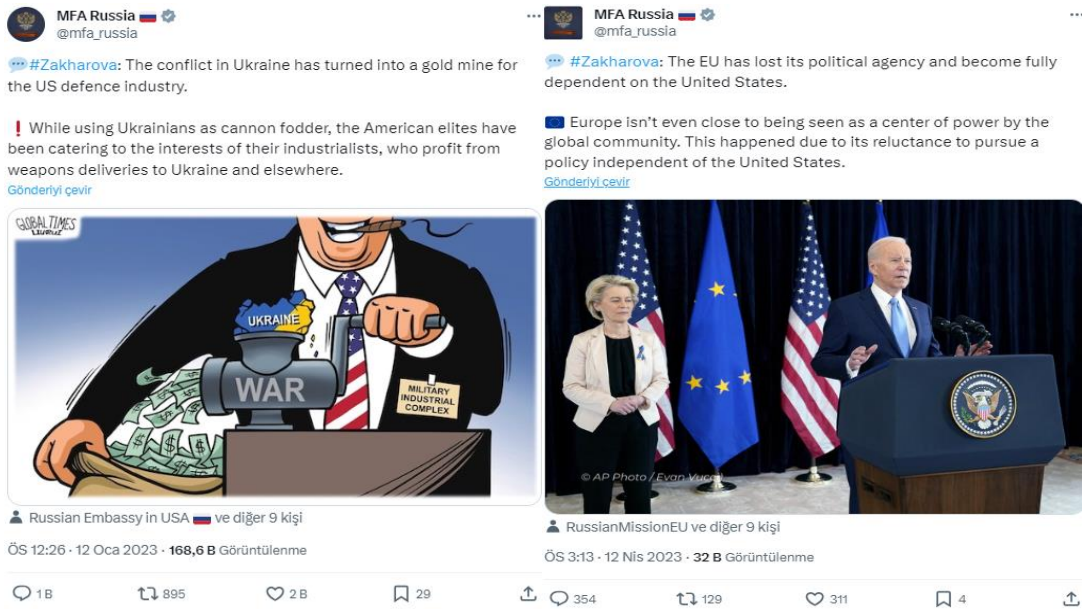 MFA Russia
@mfa_russia
#Zakharova: The conflict in Ukraine has turned into a gold mine for
the US defence industry.
While using Ukrainians as cannon fodder, the American elites have
been catering to the interests of their industrialists, who profit from
weapons deliveries to Ukraine and elsewhere.
Gönderiyi çevir
GLOBAL TIMES
UKRAINE
WAR
MILITARY
INDUSTRIAL
COMPLEX
Russian Embassy in USA ve diğer 9 kişi
ÖS 12:26 · 12 Oca 2023 · 168,6 B Görüntülenme
1 B 895 2 B 29
MFA Russia
@mfa_russia
#Zakharova: The EU has lost its political agency and become fully
dependent on the United States.
Europe isn't even close to being seen as a center of power by the
global community. This happened due to its reluctance to pursue a
policy independent of the United States.
Gönderiyi çevir
© AP Photo / Evan Vucci
RussianMissionEU ve diğer 9 kişi
ÖS 3:13 · 12 Nis 2023 · 32 B Görüntülenme
354 129 311 4